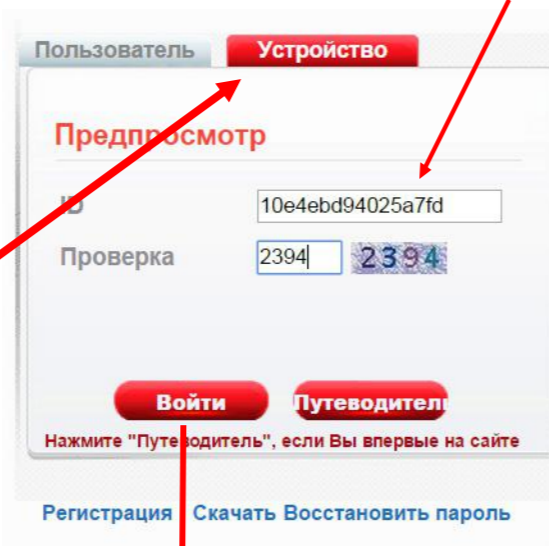 Пользователь Устройство
Предпросмотр
ID 10e4ebd94025a7fd
Проверка 2394 2394
Войти Путеводитель
Нажмите "Путеводитель", если Вы впервые на сайте
Регистрация Скачать Восстановить пароль